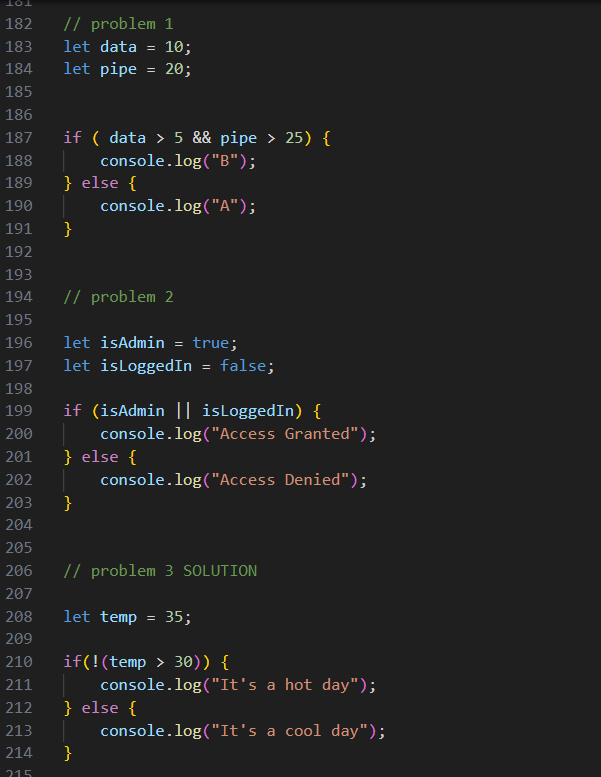 181
182 // problem 1
183 let data = 10;
184 let pipe = 20;
185
186
187 if ( data > 5 && pipe > 25) {
188     console.log("B");
189 } else {
190     console.log("A");
191 }
192
193
194 // problem 2
195
196 let isAdmin = true;
197 let isLoggedIn = false;
198
199 if (isAdmin || isLoggedIn) {
200     console.log("Access Granted");
201 } else {
202     console.log("Access Denied");
203 }
204
205
206 // problem 3 SOLUTION
207
208 let temp = 35;
209
210 if(!(temp > 30)) {
211     console.log("It's a hot day");
212 } else {
213     console.log("It's a cool day");
214 }
215